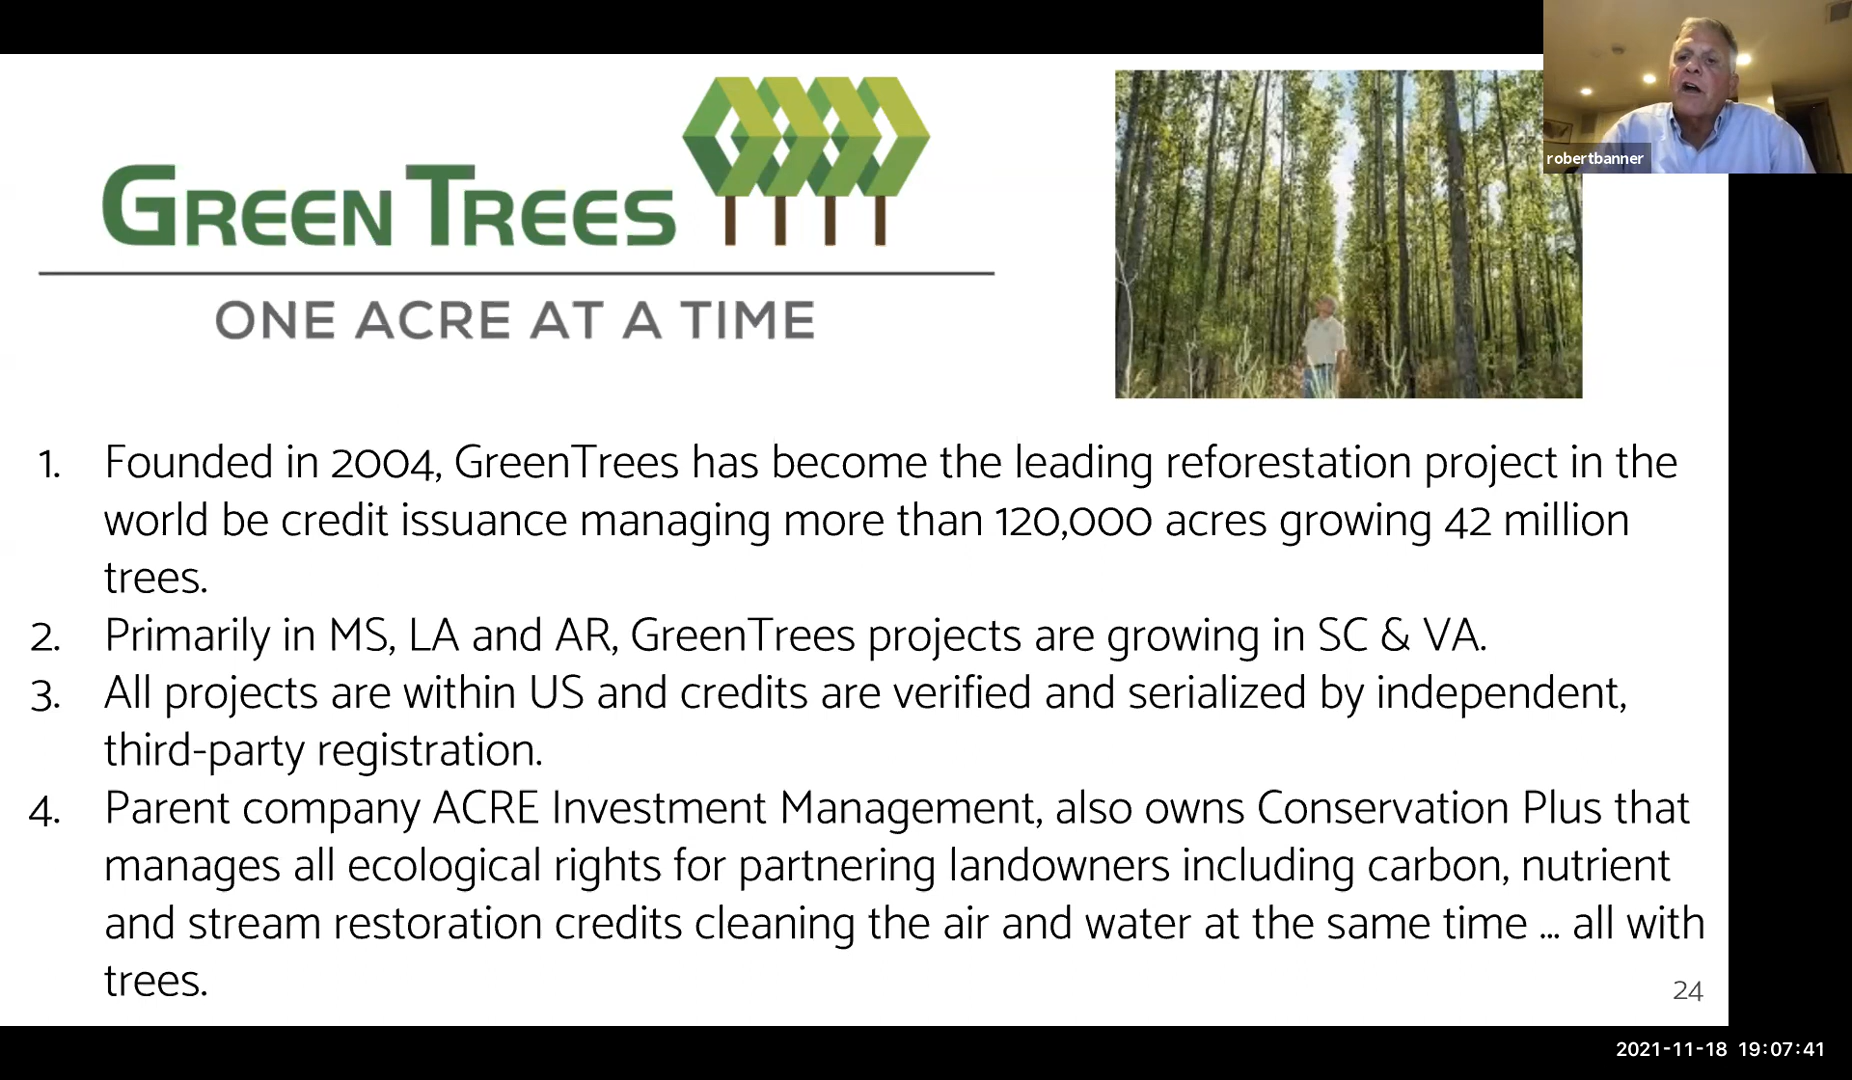 GREEN TREES
ONE ACRE AT A TIME
robertbanner
1. Founded in 2004, GreenTrees has become the leading reforestation project in the
world be credit issuance managing more than 120,000 acres growing 42 million
trees.
2. Primarily in MS, LA and AR, GreenTrees projects are growing in SC & VA.
3. All projects are within US and credits are verified and serialized by independent,
third-party registration.
4. Parent company ACRE Investment Management, also owns Conservation Plus that
manages all ecological rights for partnering landowners including carbon, nutrient
and stream restoration credits cleaning the air and water at the same time ... all with
trees.
24
2021-11-18 19:07:41